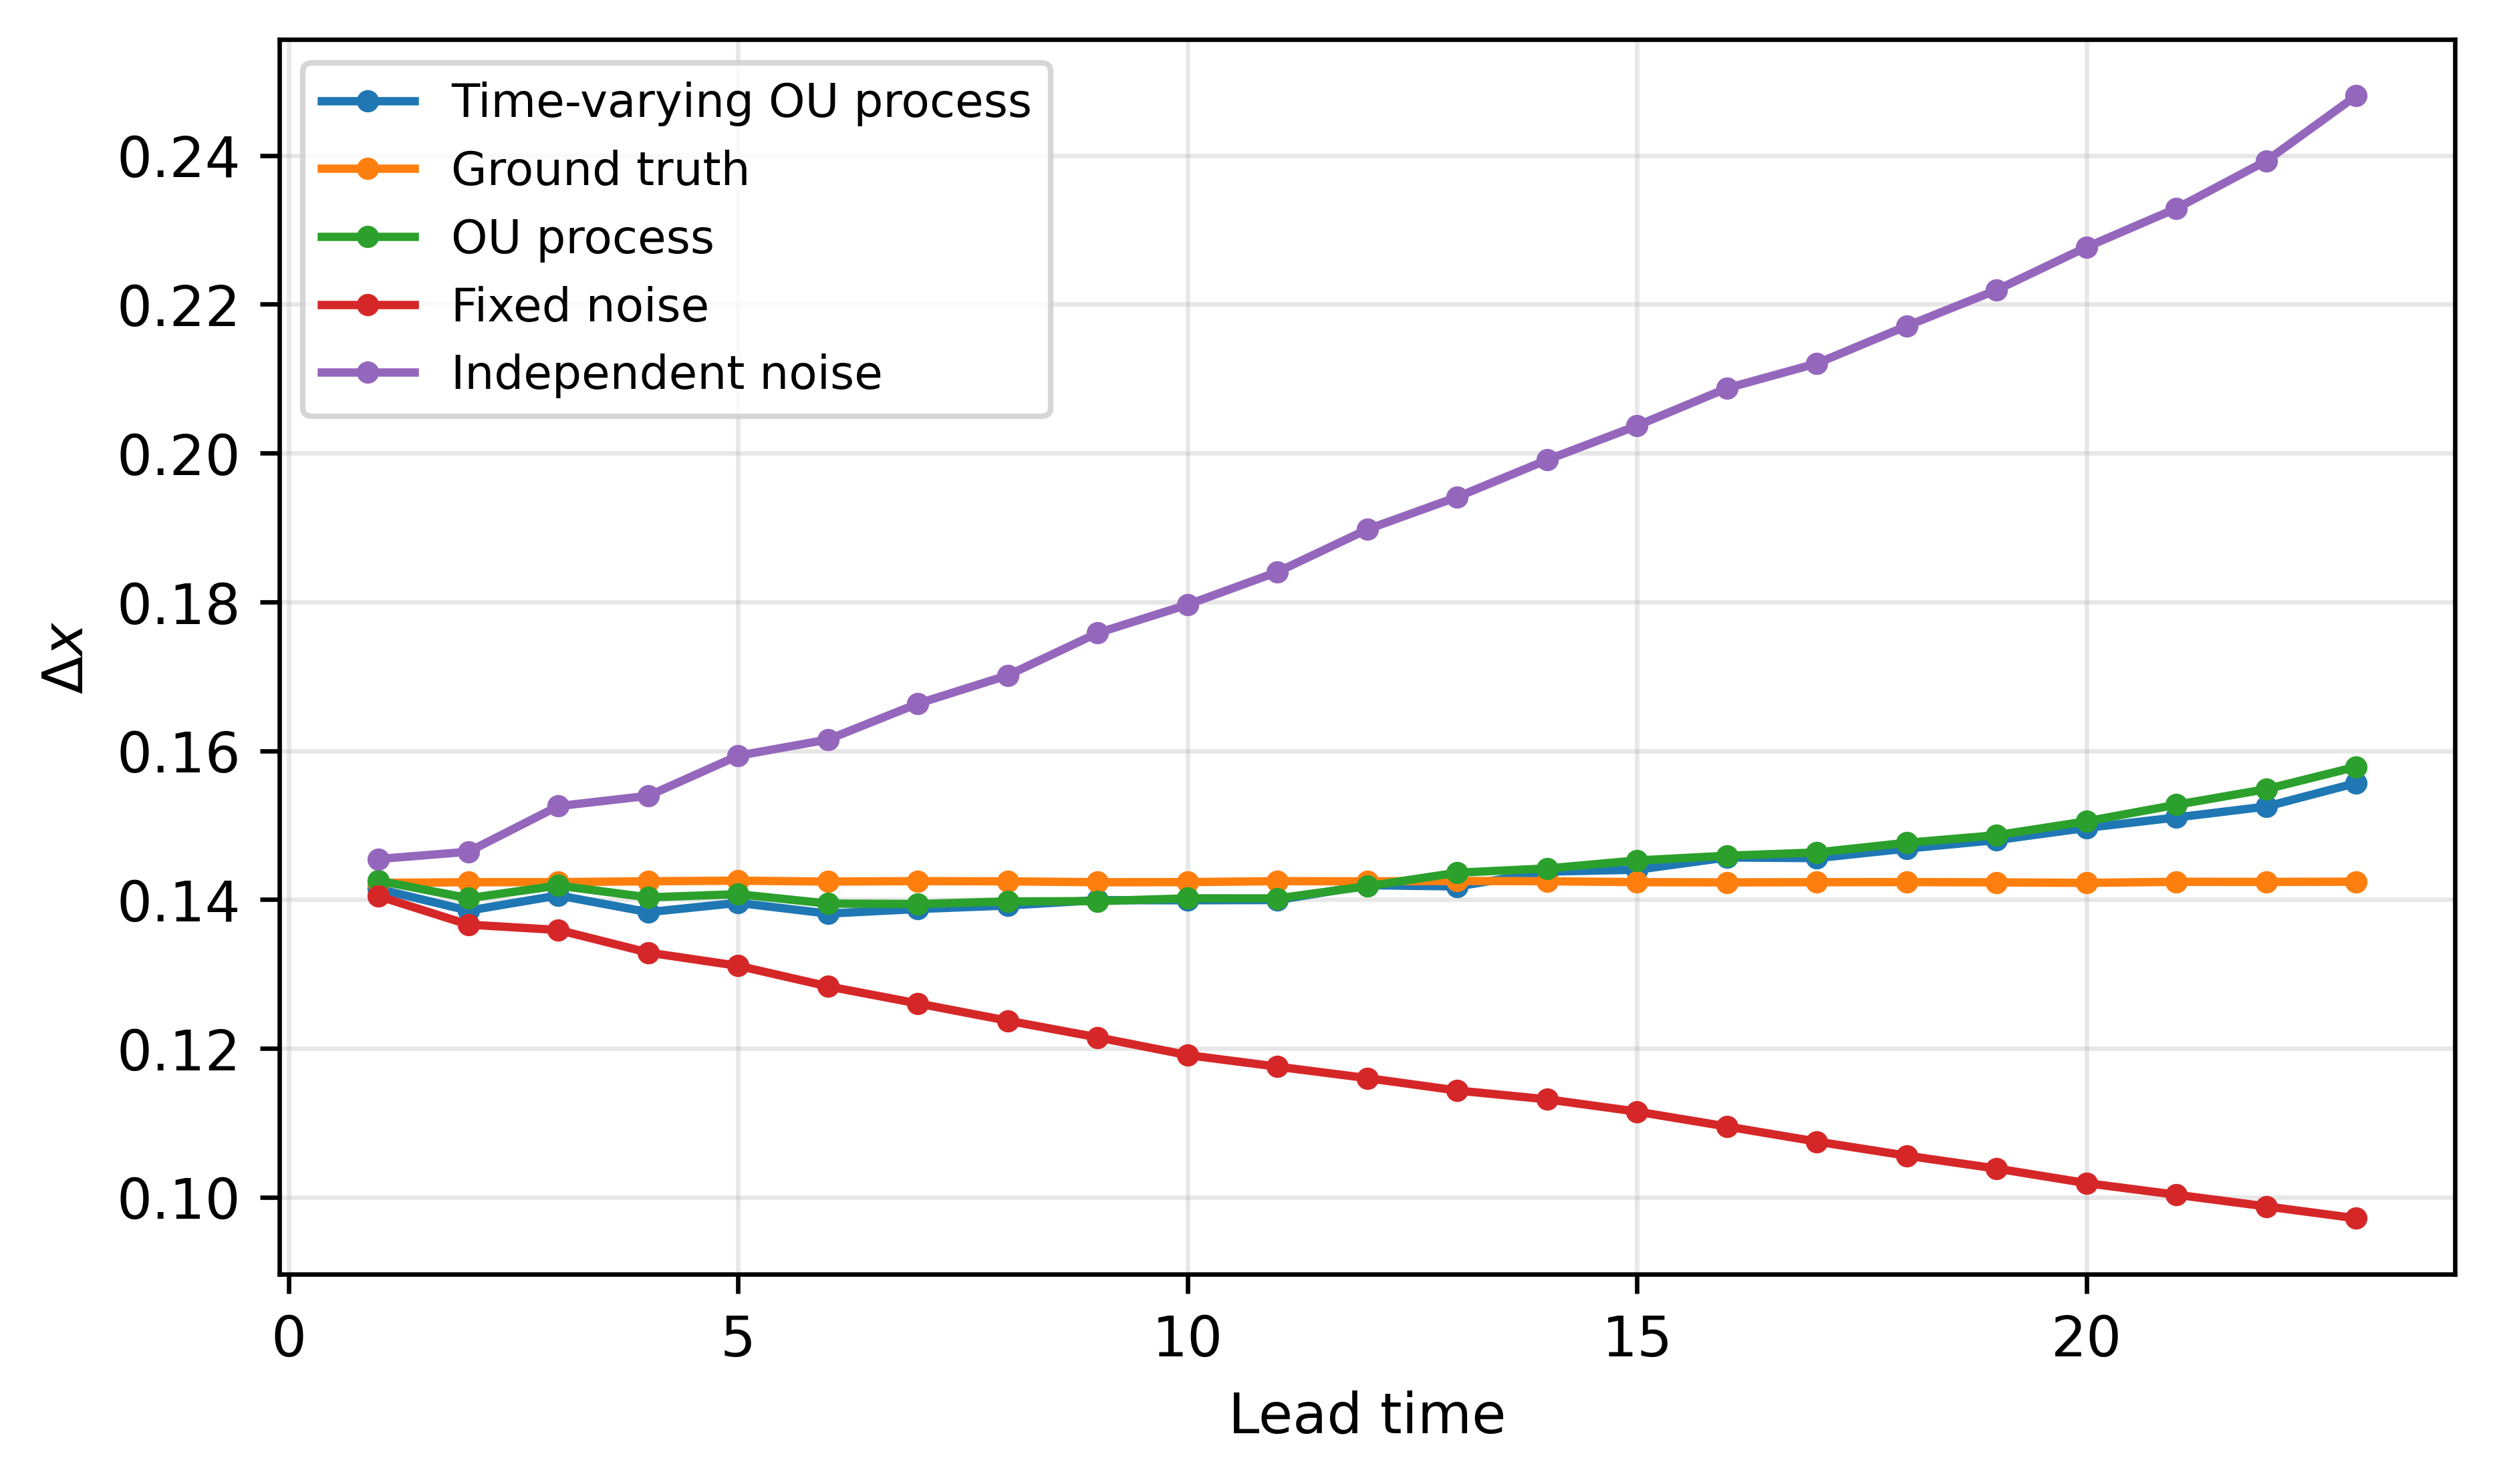 Time-varying OU process
Ground truth
OU process
Fixed noise
Independent noise
0.24
0.22
0.20
0.18
0.16
0.14
0.12
0.10
Δx
0 5 10 15 20
Lead time